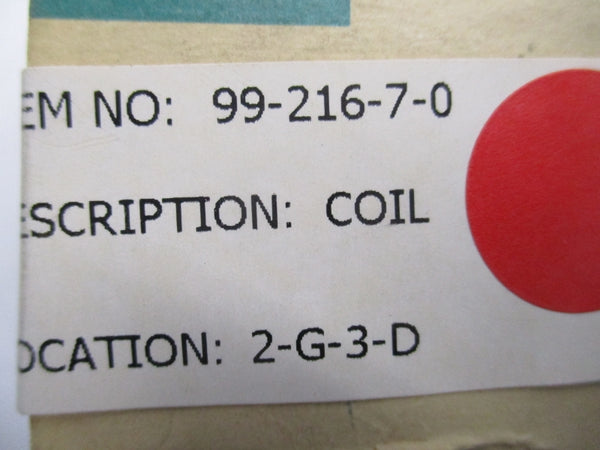 EM NO: 99-216-7-0
ESCRIPTION: COIL
OCATION: 2-G-3-D